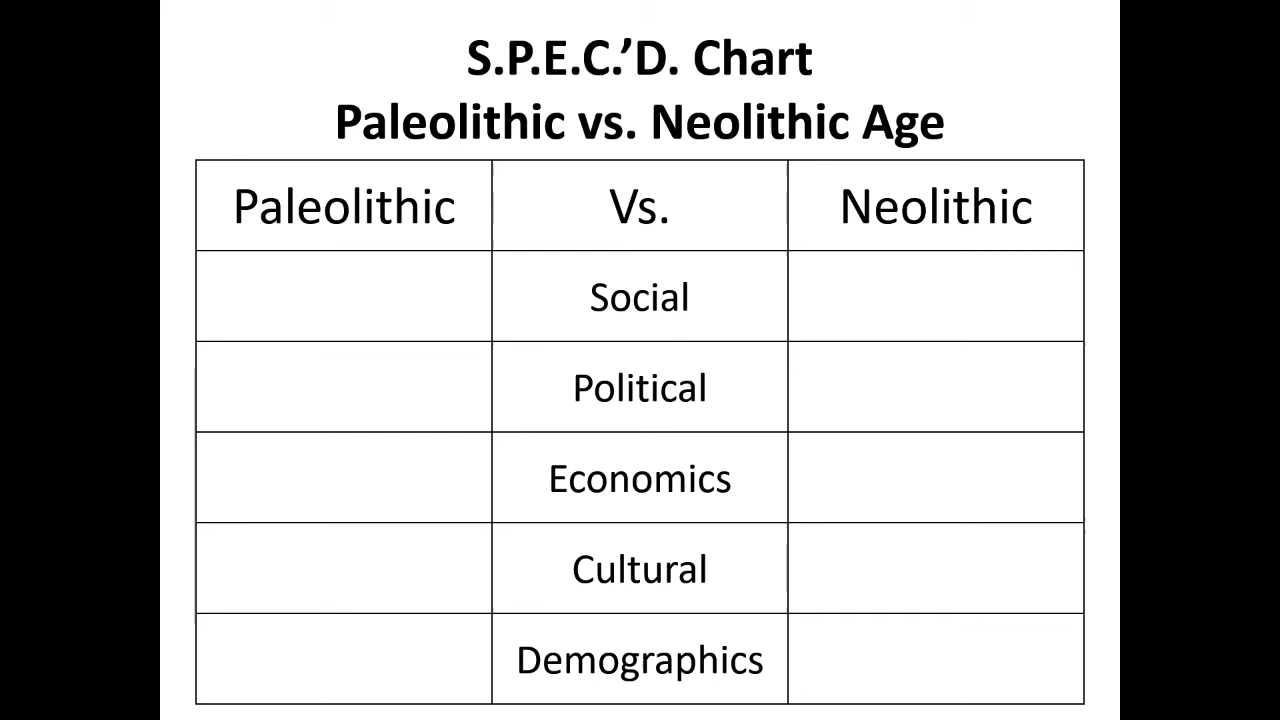 S.P.E.C.’D. Chart
Paleolithic vs. Neolithic Age
Paleolithic Vs. Neolithic
Social
Political
Economics
Cultural
Demographics